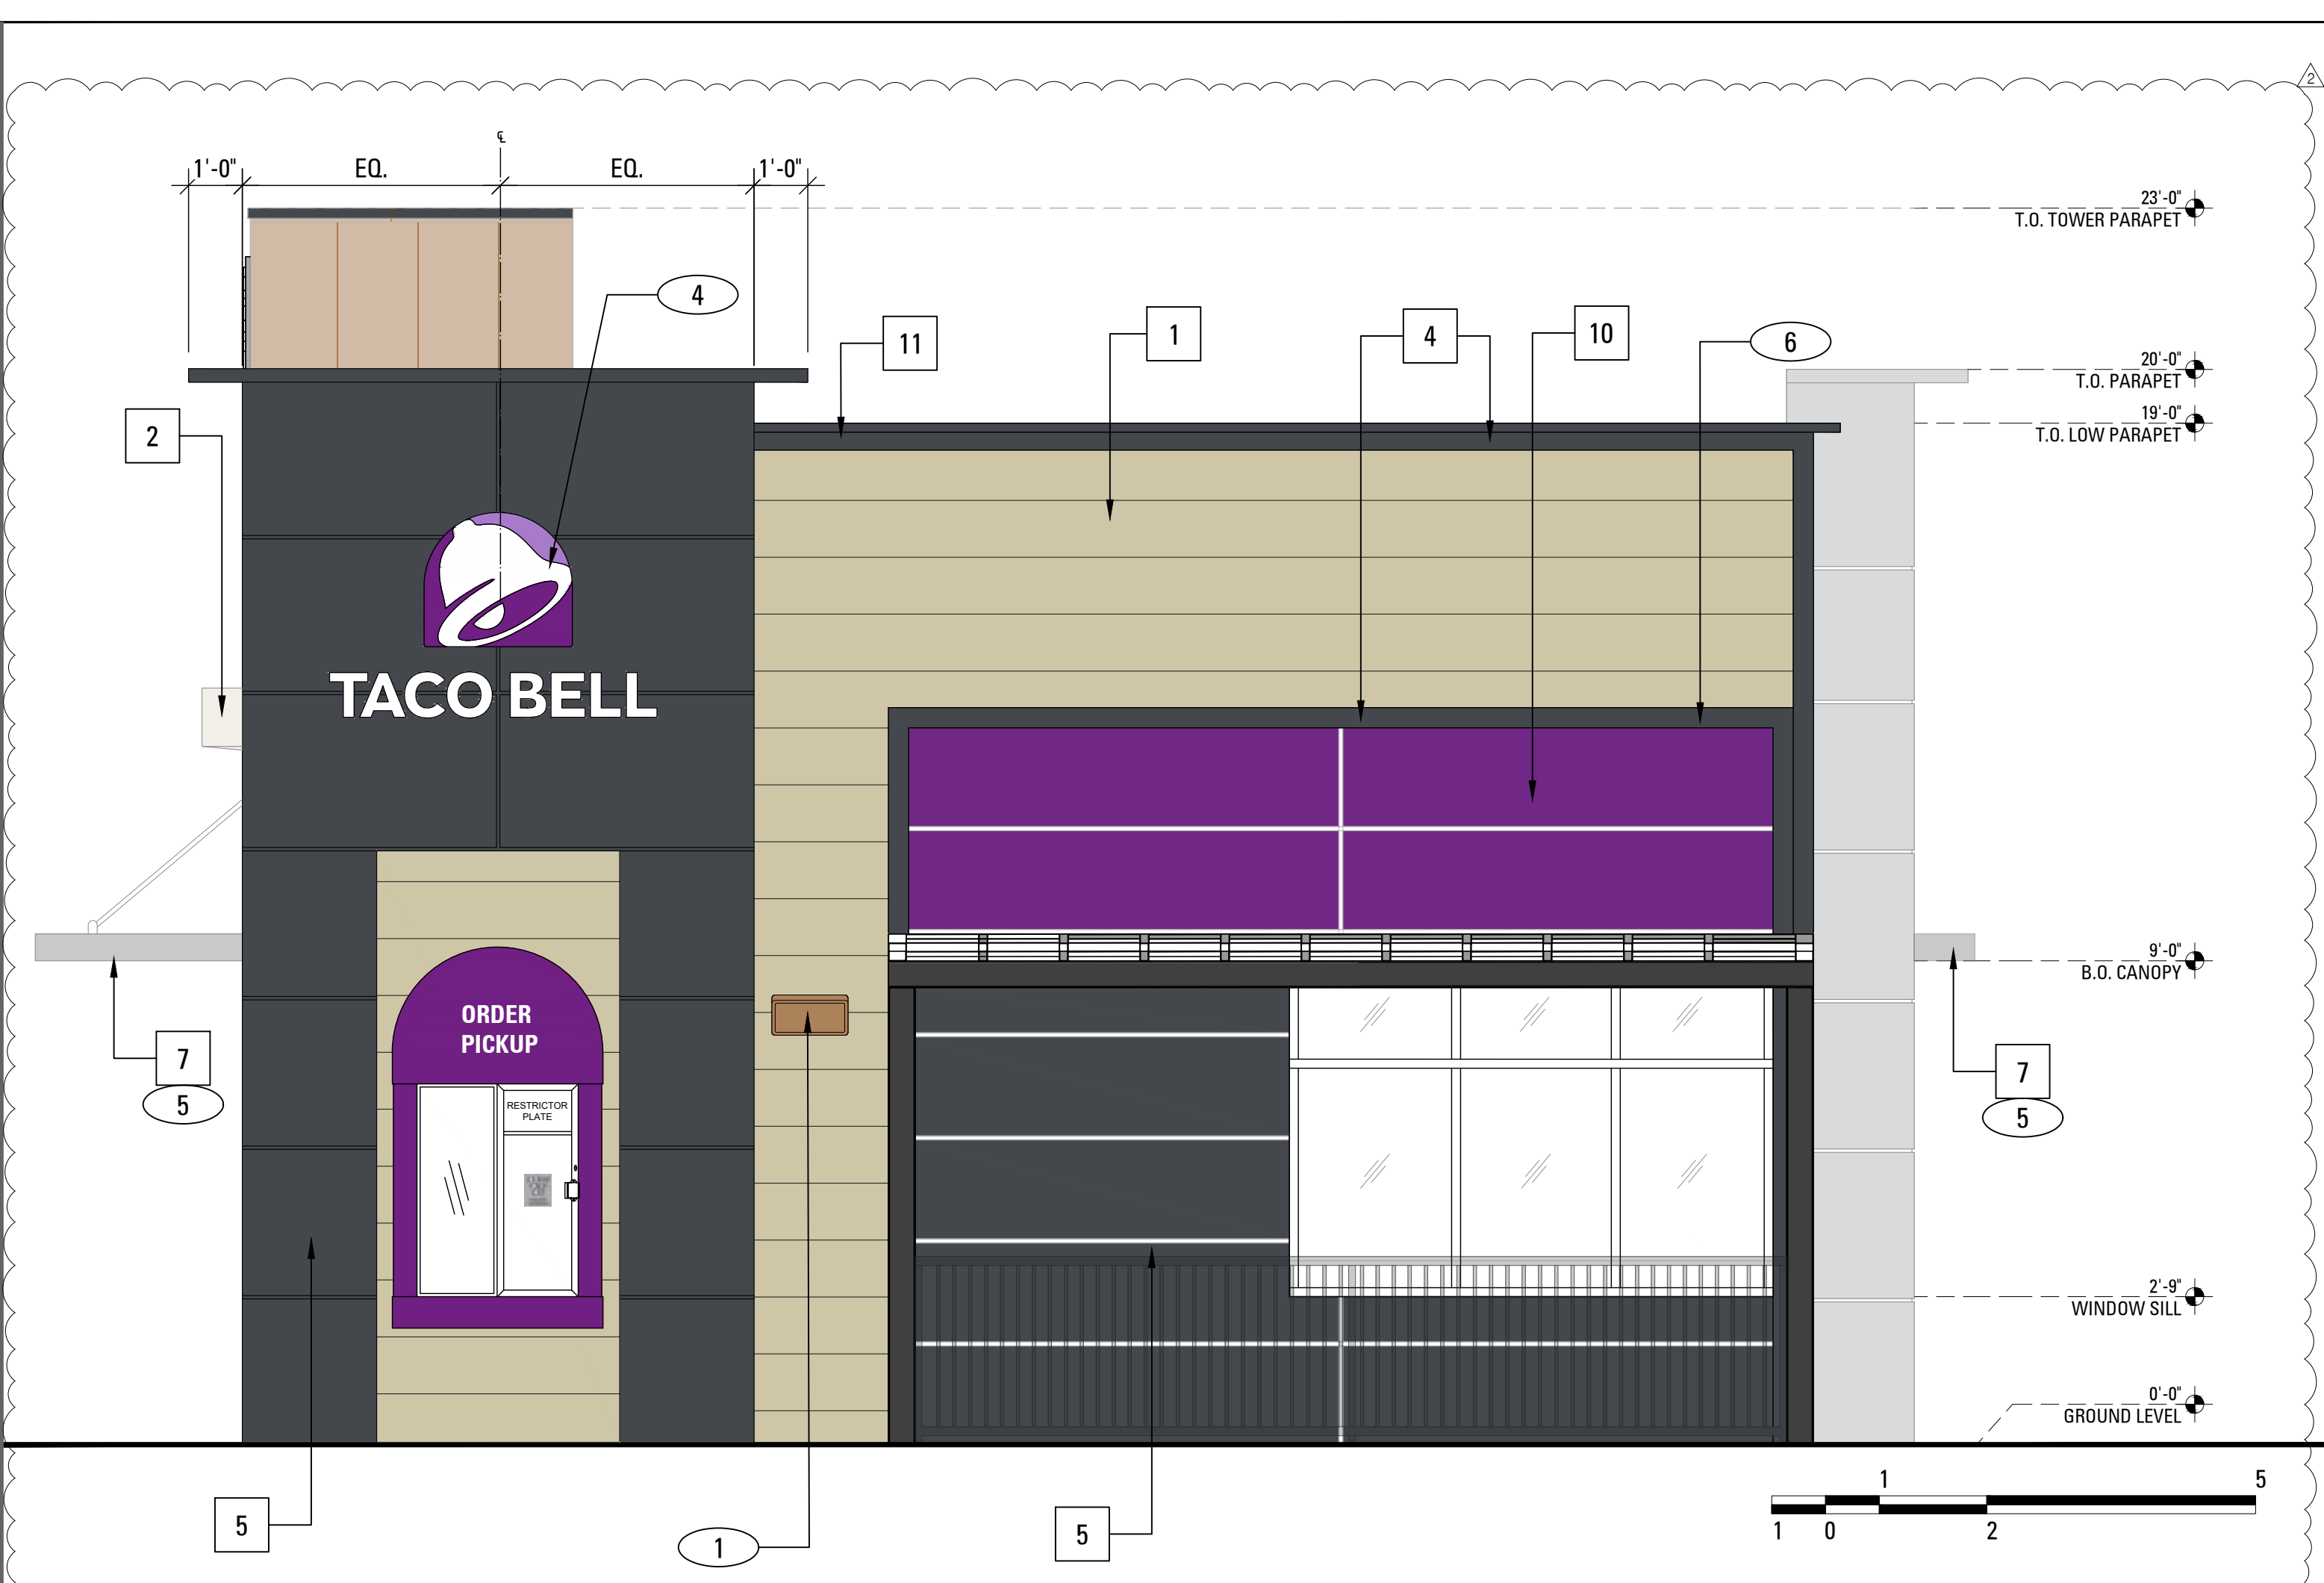 2
℄
1'-0" EQ. EQ. 1'-0"
23'-0"
T.O. TOWER PARAPET
4
11
1
4
10
6
20'-0"
T.O. PARAPET
19'-0"
T.O. LOW PARAPET
2
TACO BELL
9'-0"
B.O. CANOPY
ORDER
PICKUP
7
5
7
5
RESTRICTOR
PLATE
2'-9"
WINDOW SILL
0'-0"
GROUND LEVEL
5
1
5
1 5
1 0 2